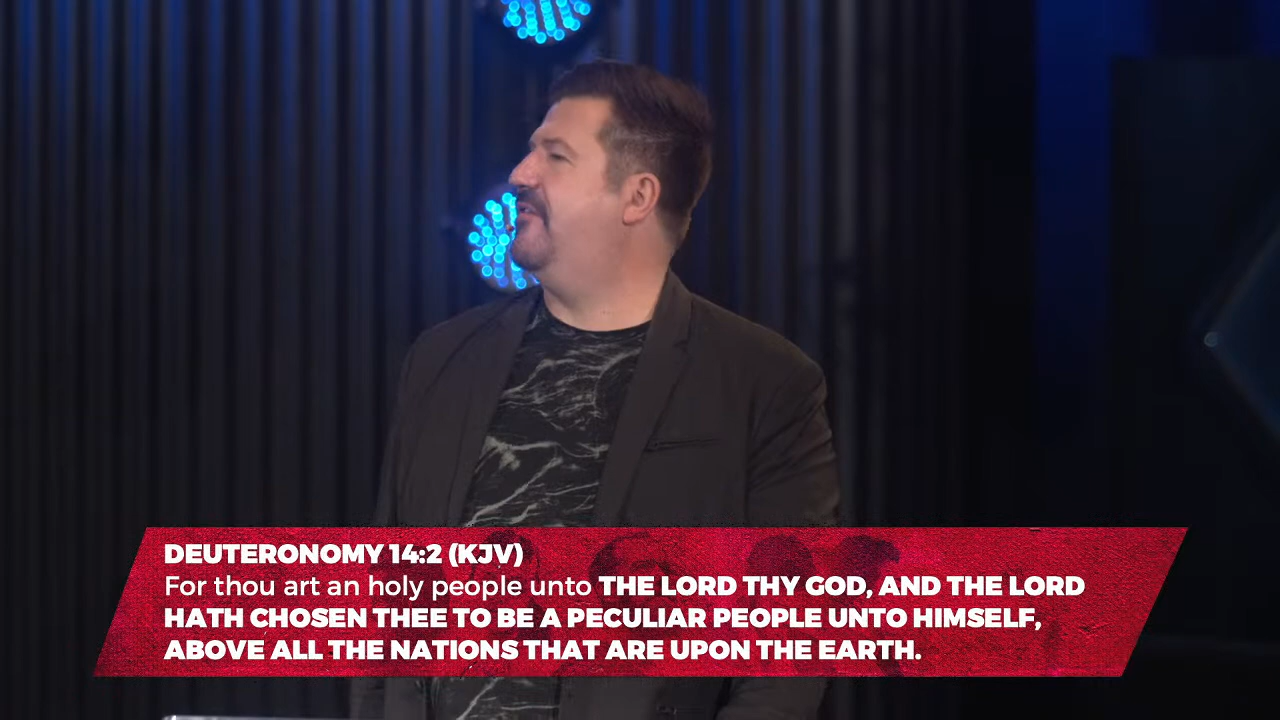 DEUTERONOMY 14:2 (KJV)
For thou art an holy people unto THE LORD THY GOD, AND THE LORD
HATH CHOSEN THEE TO BE A PECULIAR PEOPLE UNTO HIMSELF,
ABOVE ALL THE NATIONS THAT ARE UPON THE EARTH.